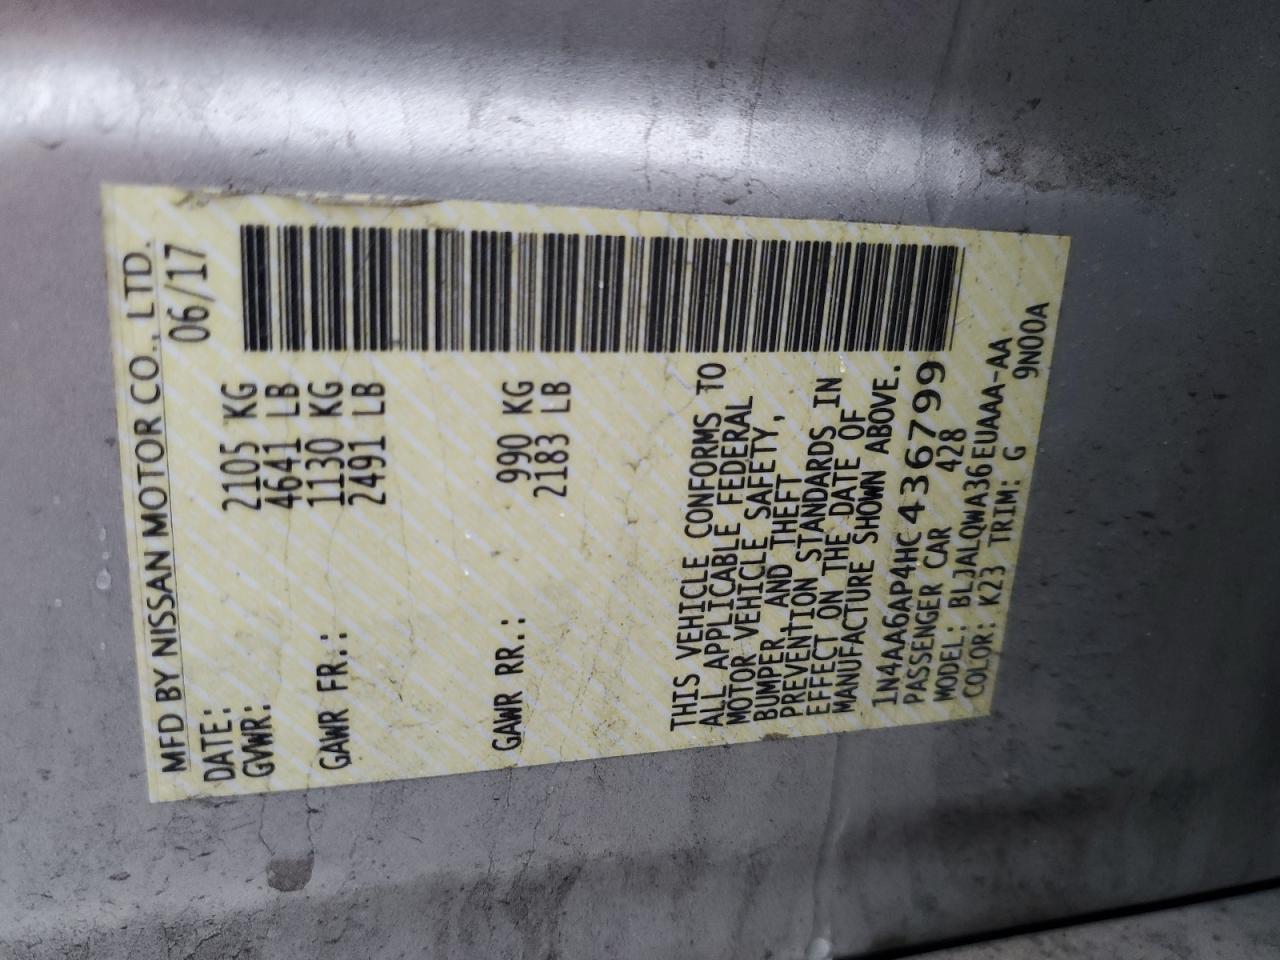 MFD BY NISSAN MOTOR CO., LTD.
DATE: 06/17
GVWR: 2105 KG
4641 LB
GAWR FR.: 1130 KG
2491 LB
GAWR RR.: 990 KG
2183 LB
THIS VEHICLE CONFORMS TO
ALL APPLICABLE FEDERAL
MOTOR VEHICLE SAFETY,
BUMPER, AND THEFT
PREVENTION STANDARDS IN
EFFECT ON THE DATE OF
MANUFACTURE SHOWN ABOVE.
1N4AA6AP4HC436799
PASSENGER CAR 428
MODEL: BLJALQWA36EUAAA-AA
COLOR: K23 TRIM: G 9N00A